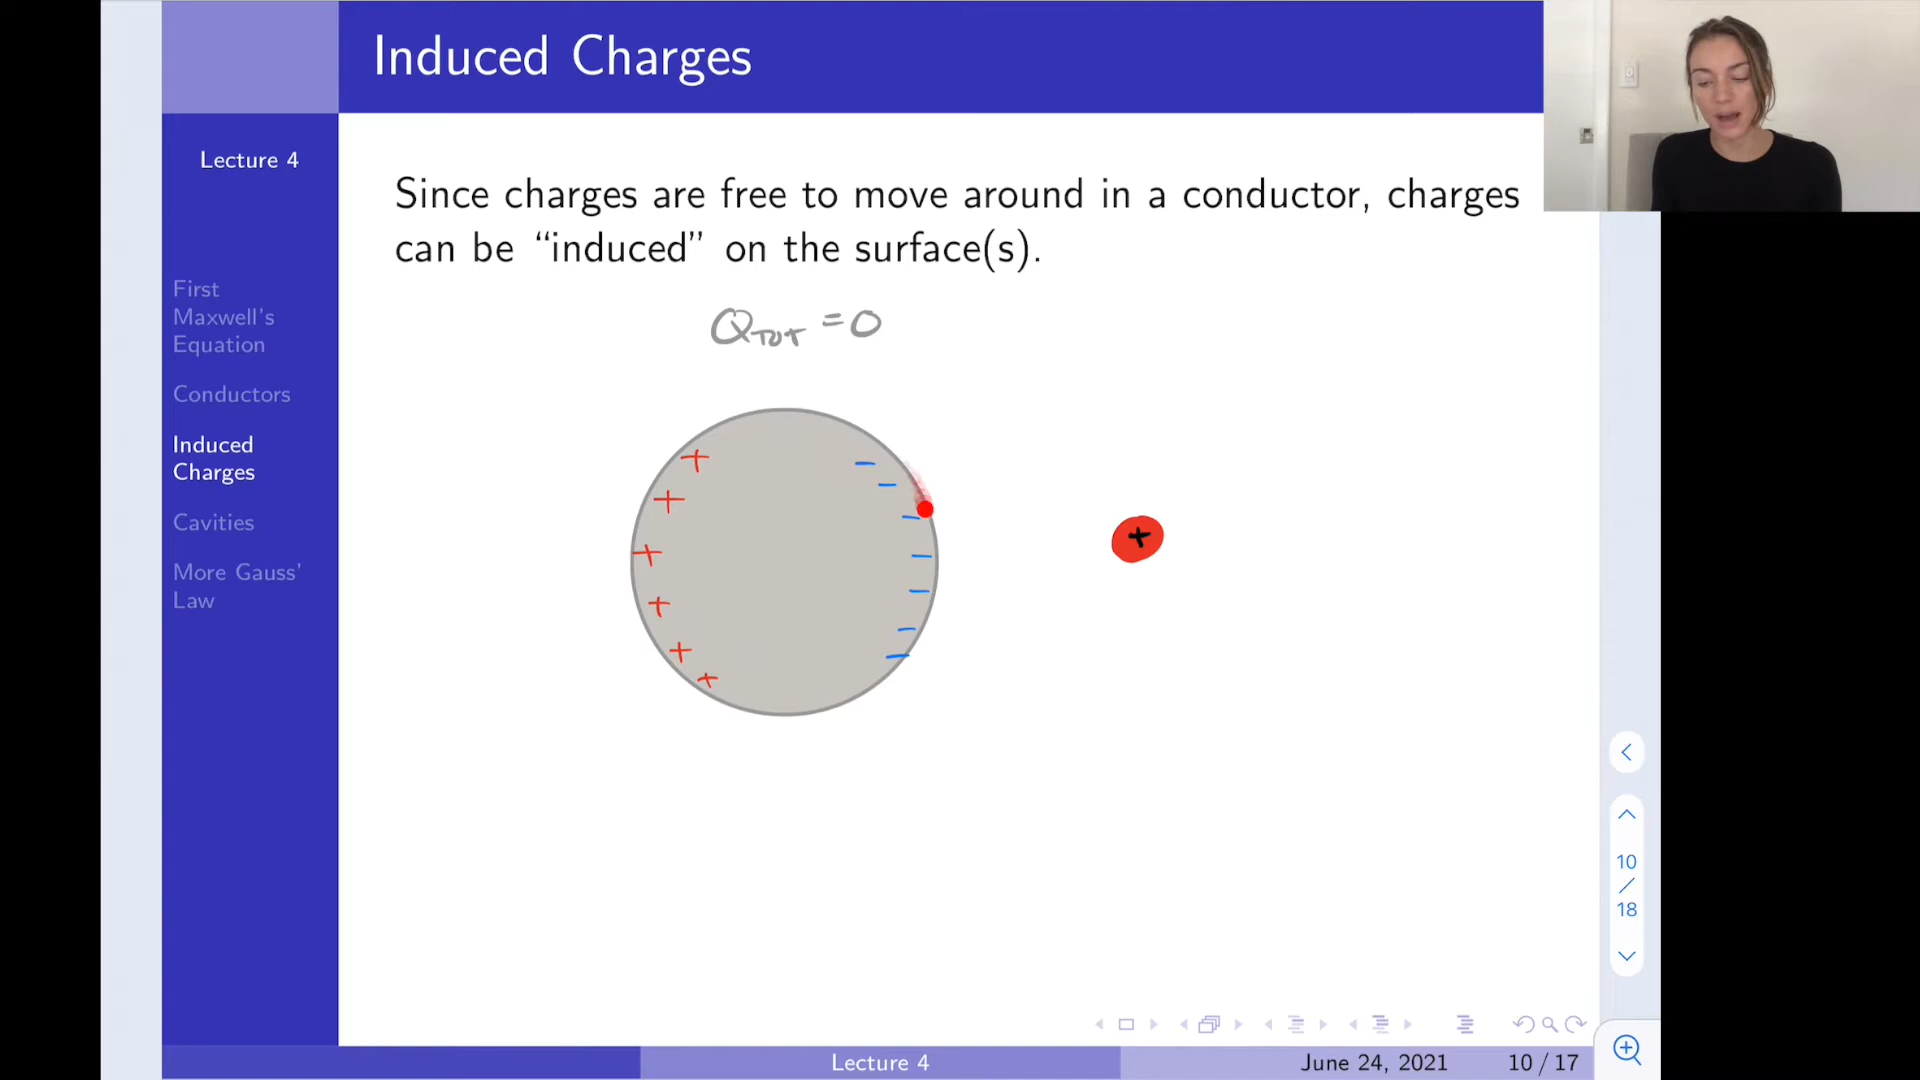 Induced Charges
Lecture 4
First
Maxwell's
Equation
Conductors
Induced
Charges
Cavities
More Gauss'
Law
Since charges are free to move around in a conductor, charges
can be “induced” on the surface(s).
QTOT = 0
+ −
+ −
−
+ −
+ −
+ −
+ −
+
10
/
18
Lecture 4
June 24, 2021 10 / 17